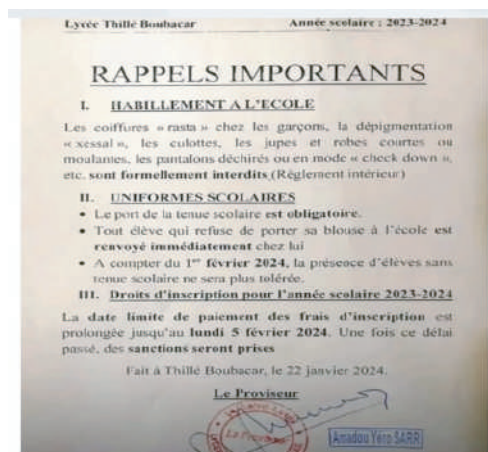 Lycée Thillé Boubacar Année scolaire : 2023-2024
RAPPELS IMPORTANTS
I. HABILLEMENT A L'ECOLE
Les coiffures « rasta » chez les garçons, la dépigmentation
« xessal », les culottes, les jupes et robes courtes ou
moulantes, les pantalons déchirés ou en mode « check down »,
etc. sont formellement interdits (Règlement intérieur)
II. UNIFORMES SCOLAIRES
• Le port de la tenue scolaire est obligatoire.
• Tout élève qui refuse de porter sa blouse à l'école est
renvoyé immédiatement chez lui
• A compter du 1er février 2024, la présence d'élèves sans
tenue scolaire ne sera plus tolérée.
III. Droits d'inscription pour l'année scolaire 2023-2024
La date limite de paiement des frais d'inscription est
prolongée jusqu'au lundi 5 février 2024. Une fois ce délai
passé, des sanctions seront prises
Fait à Thillé Boubacar, le 22 janvier 2024.
Le Proviseur
Le Proviseur
Amadou Yéro SARR